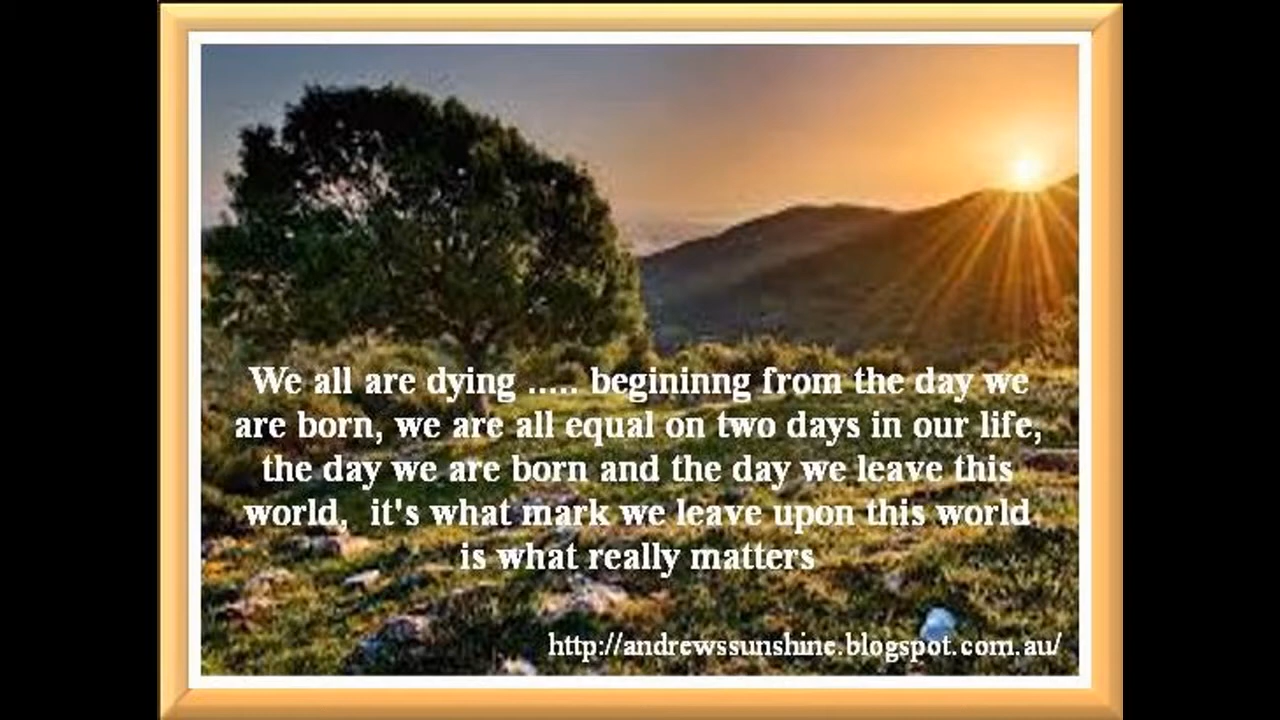 We all are dying ..... begininng from the day we
are born, we are all equal on two days in our life,
the day we are born and the day we leave this
world,  it's what mark we leave upon this world
is what really matters
http://andrewssunshine.blogspot.com.au/